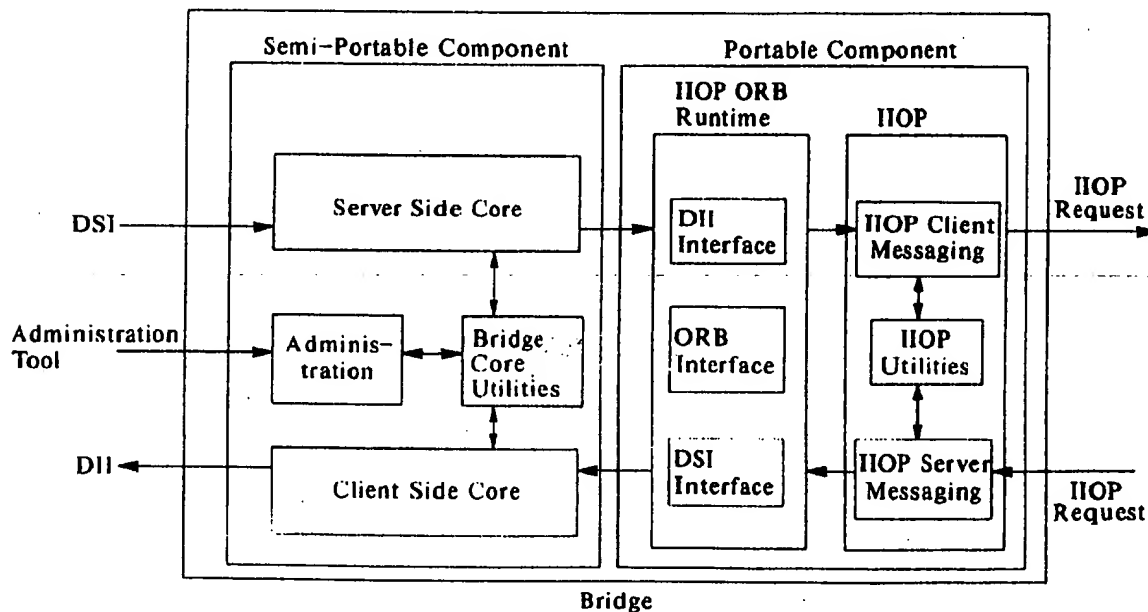 Semi-Portable Component
Portable Component
IIOP ORB
Runtime
IIOP
Server Side Core
DSI
DII
Interface
IIOP Client
Messaging
IIOP
Request
Administration
Tool
Adminis-
tration
Bridge
Core
Utilities
ORB
Interface
IIOP
Utilities
DII
Client Side Core
DSI
Interface
IIOP Server
Messaging
IIOP
Request
Bridge